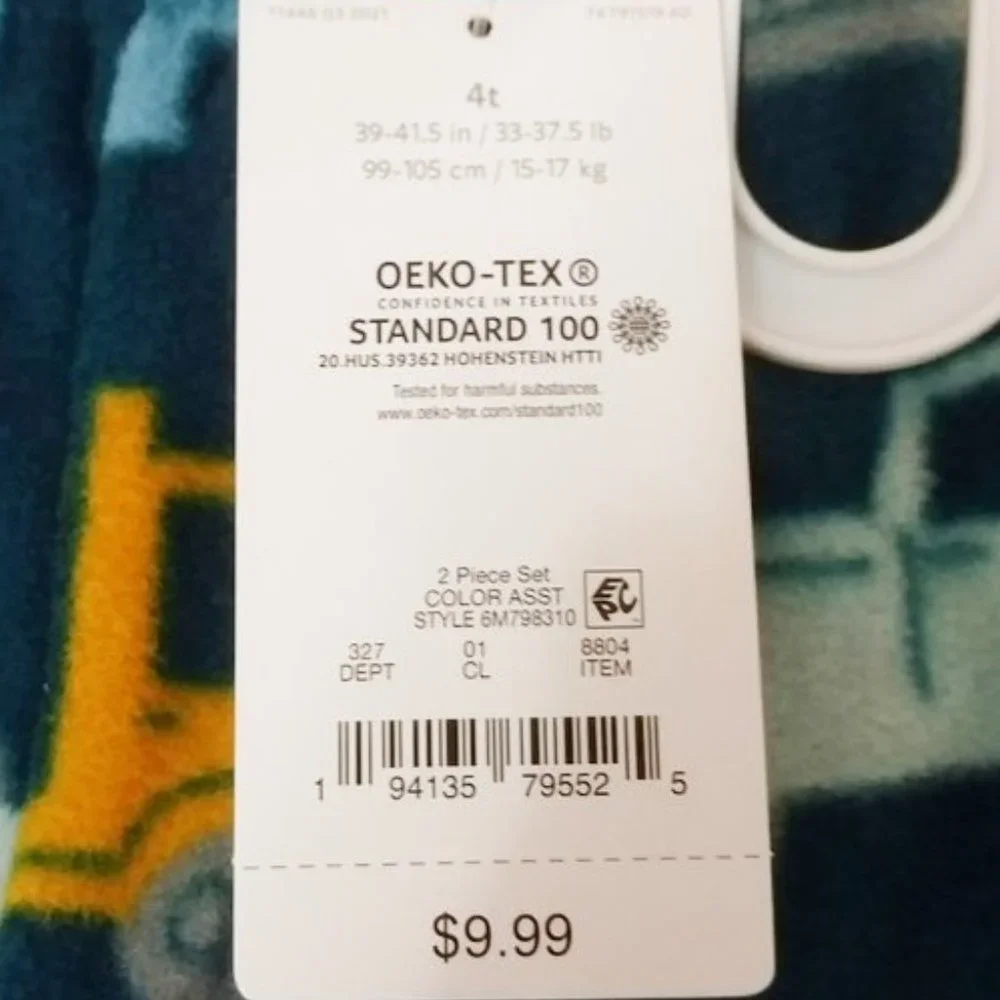 4t
39-41.5 in / 33-37.5 lb
99-105 cm / 15-17 kg
OEKO-TEX®
CONFIDENCE IN TEXTILES
STANDARD 100
20.HUS.39362 HOHENSTEIN HTTI
Tested for harmful substances.
www.oeko-tex.com/standard100
2 Piece Set
COLOR ASST
STYLE 6M798310
EPC
327 01 8804
DEPT CL ITEM
1 94135 79552 5
$9.99